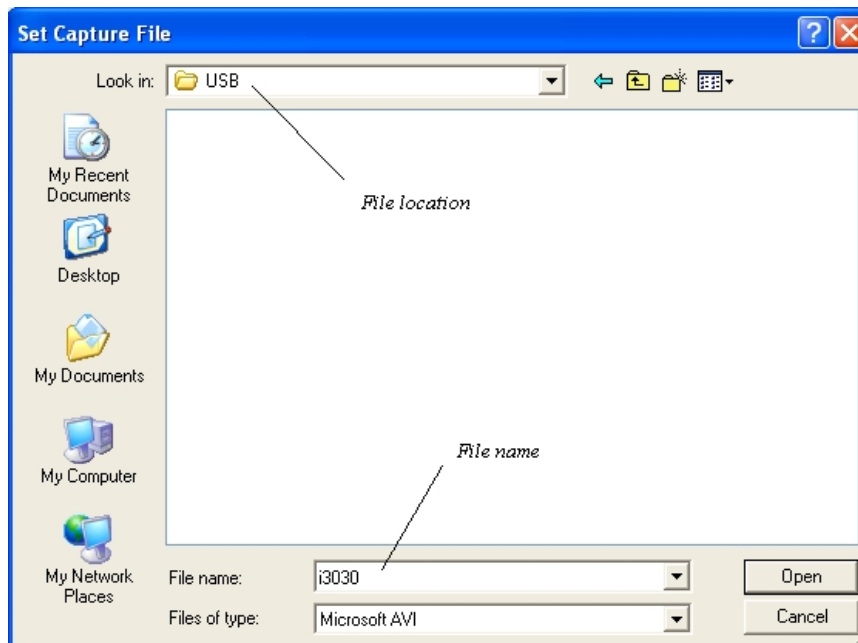 Set Capture File
?
Look in: USB
My Recent
Documents
File location
Desktop
My Documents
File name
My Computer
My Network
Places
File name: i3030 Open
Files of type: Microsoft AVI Cancel